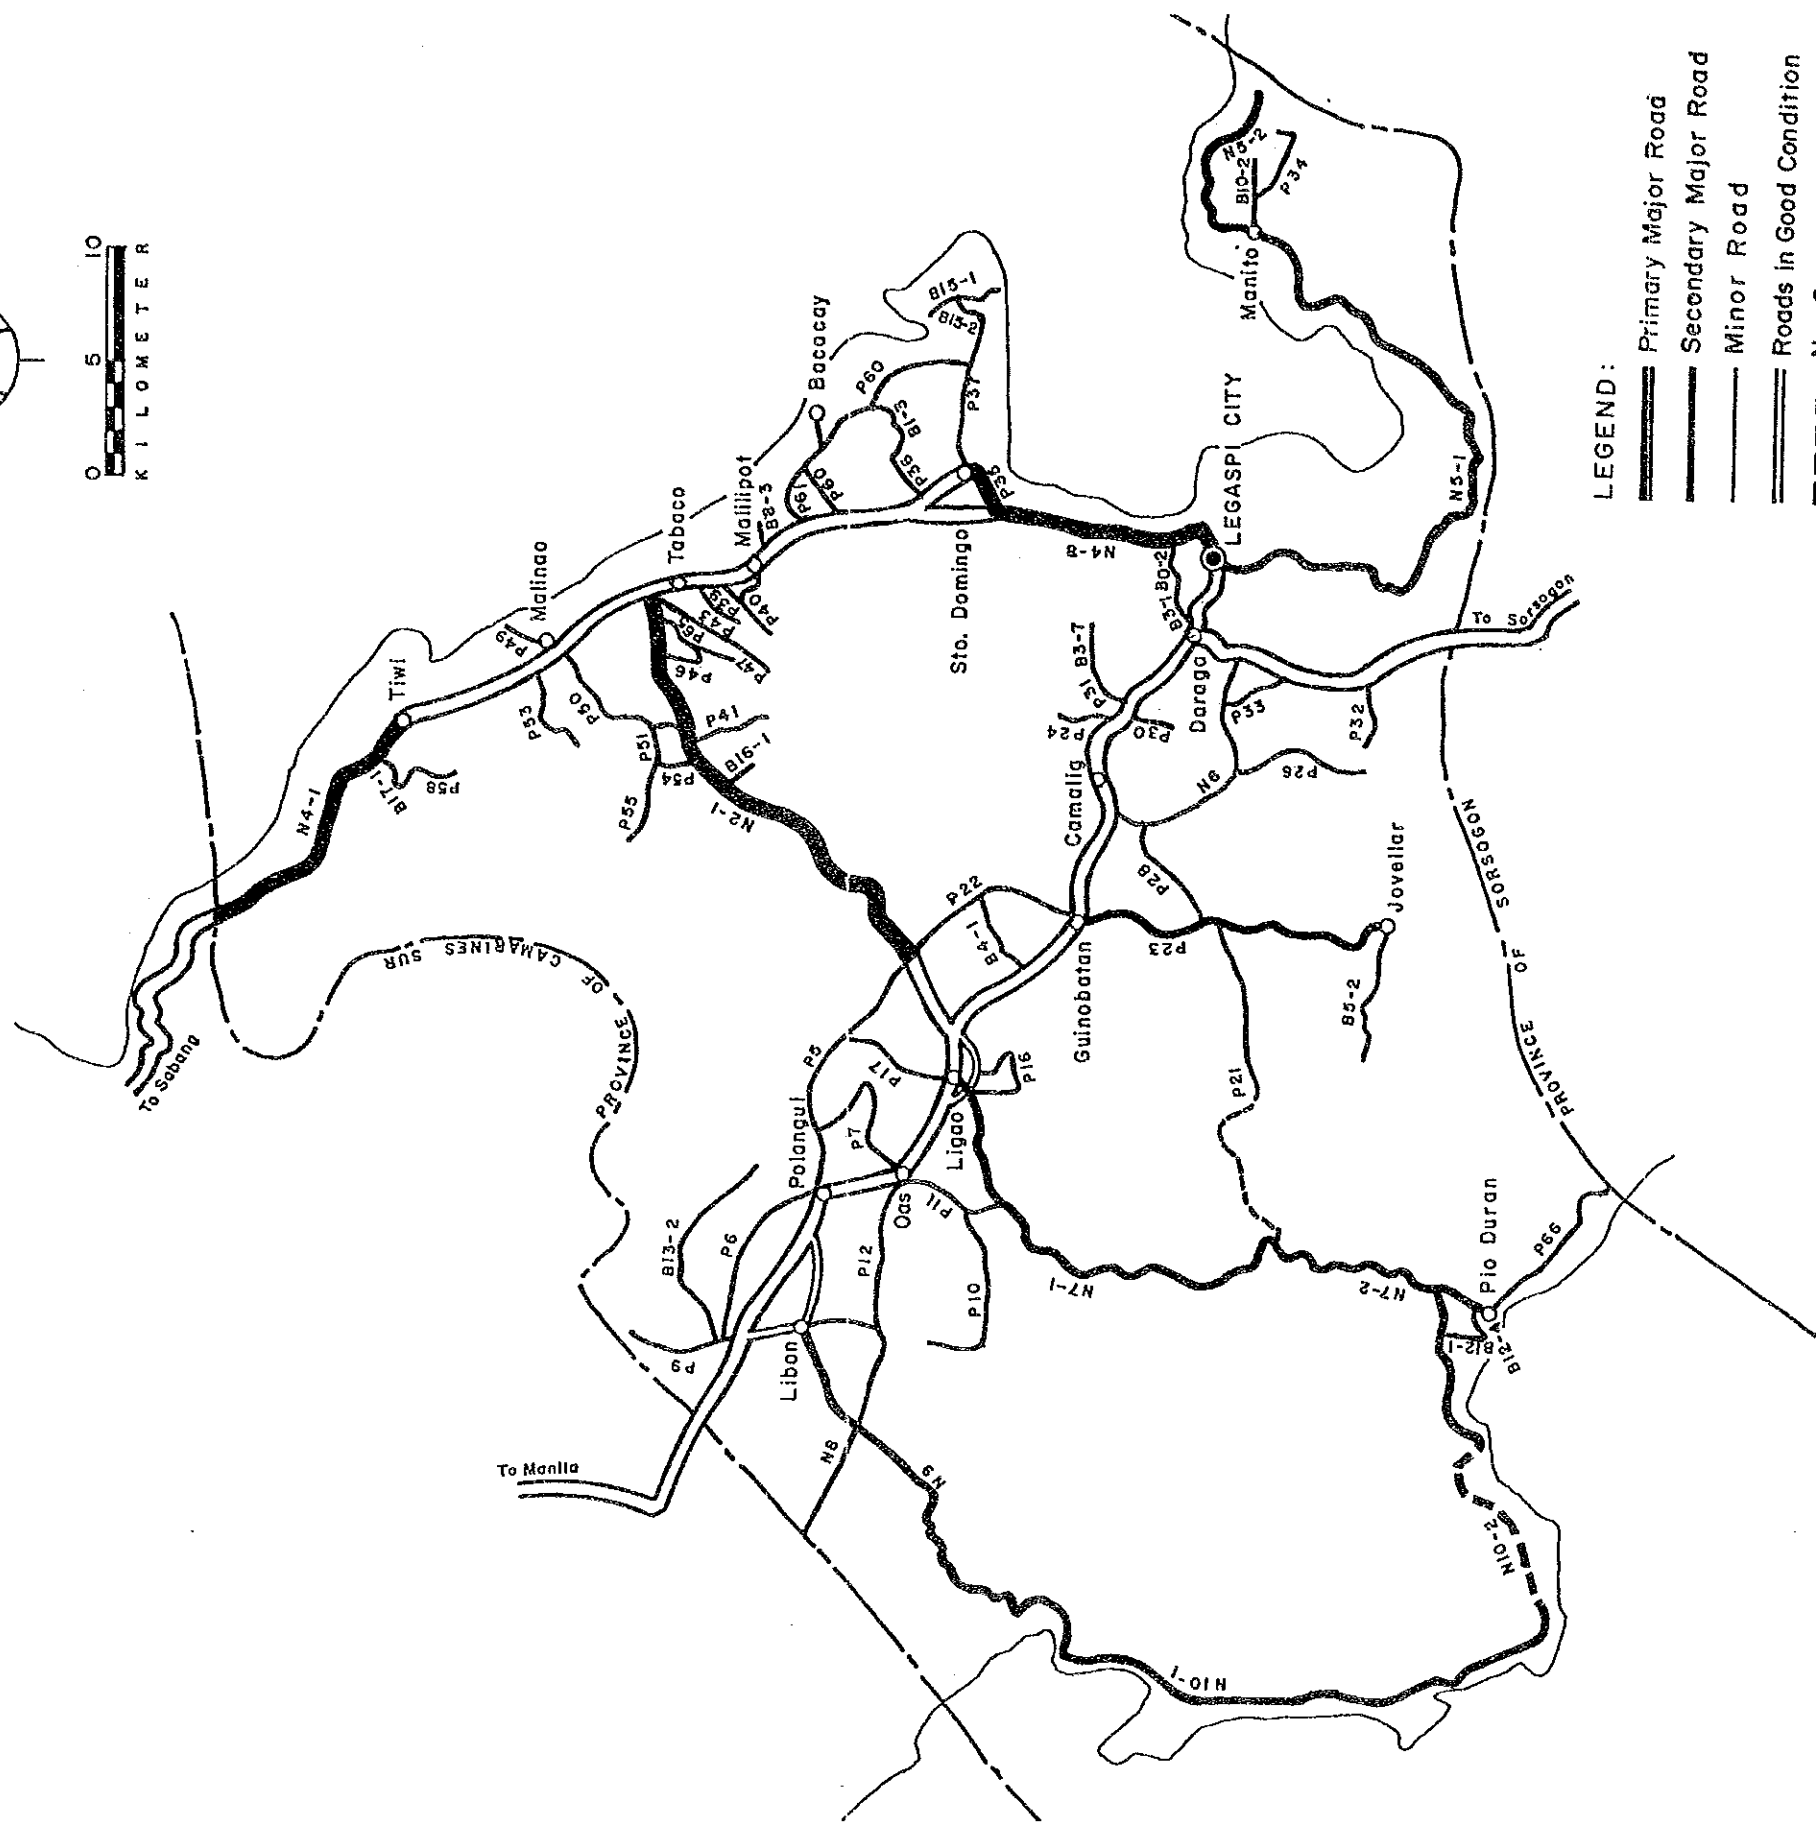 0 5 10
KILOMETER
LEGEND:
Primary Major Road
Secondary Major Road
Minor Road
Roads in Good Condition
To Sabang
N4-1
B17-1
P58
Tiwi
PROVINCE OF CAMARINES SUR
Malinao
P49
P53
P50
P51
P54
P55
P41
B16-1
N2-1
P46
P47
P65
P43
P39
P40
Tabaco
Malilipot
B8-3
P61
P60
Bacacay
P60
B1-3
P36
P37
B15-1
B15-2
P35
Sto. Domingo
N4-8
LEGASPI CITY
B0-2
B3-1
B3-7
P31
P24
P30
Daraga
P33
P32
P26
N6
To Sorsogon
N5-1
Manito
N5-2
B10-2
P34
Camalig
P28
P22
B4-1
Guinobatan
P23
Jovellar
B5-2
P21
PROVINCE OF SORSOGON
P5
P17
P16
P7
Ligao
Polangui
Oas
P11
P12
P10
P6
B13-2
P9
Libon
N8
N9
To Manila
N7-1
N7-2
Pio Duran
P66
B12-1
B12-A
N10-2
N10-1